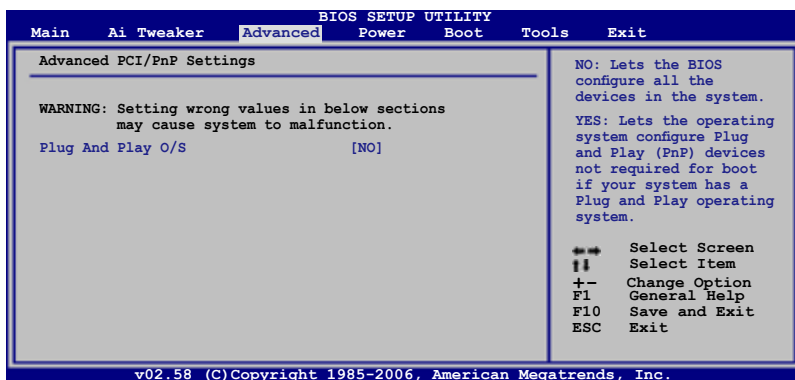 BIOS SETUP UTILITY
Main Ai Tweaker Advanced Power Boot Tools Exit
Advanced PCI/PnP Settings
WARNING: Setting wrong values in below sections
may cause system to malfunction.
Plug And Play O/S [NO]
NO: Lets the BIOS
configure all the
devices in the system.
YES: Lets the operating
system configure Plug
and Play (PnP) devices
not required for boot
if your system has a
Plug and Play operating
system.
←→ Select Screen
↑↓ Select Item
+- Change Option
F1 General Help
F10 Save and Exit
ESC Exit
v02.58 (C)Copyright 1985-2006, American Megatrends, Inc.